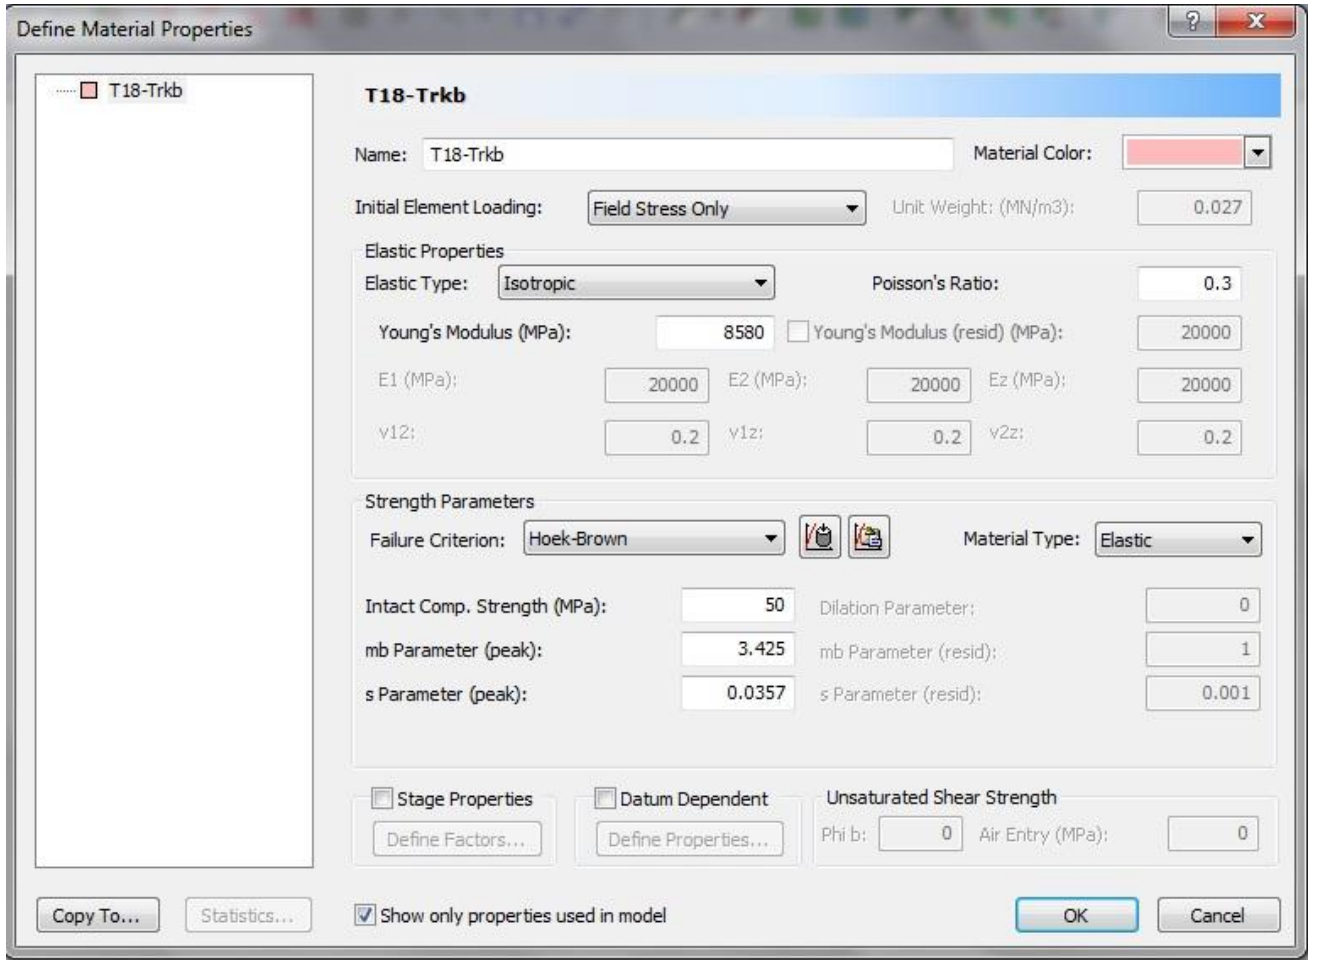 Define Material Properties
T18-Trkb
T18-Trkb
Name: T18-Trkb Material Color:
Initial Element Loading: Field Stress Only Unit Weight: (MN/m3): 0.027
Elastic Properties
Elastic Type: Isotropic Poisson's Ratio: 0.3
Young's Modulus (MPa): 8580 Young's Modulus (resid) (MPa): 20000
E1 (MPa): 20000 E2 (MPa): 20000 Ez (MPa): 20000
v12: 0.2 v1z: 0.2 v2z: 0.2
Strength Parameters
Failure Criterion: Hoek-Brown Material Type: Elastic
Intact Comp. Strength (MPa): 50 Dilation Parameter: 0
mb Parameter (peak): 3.425 mb Parameter (resid): 1
s Parameter (peak): 0.0357 s Parameter (resid): 0.001
Stage Properties Datum Dependent Unsaturated Shear Strength
Define Factors... Define Properties... Phi b: 0 Air Entry (MPa): 0
Copy To... Statistics... Show only properties used in model OK Cancel